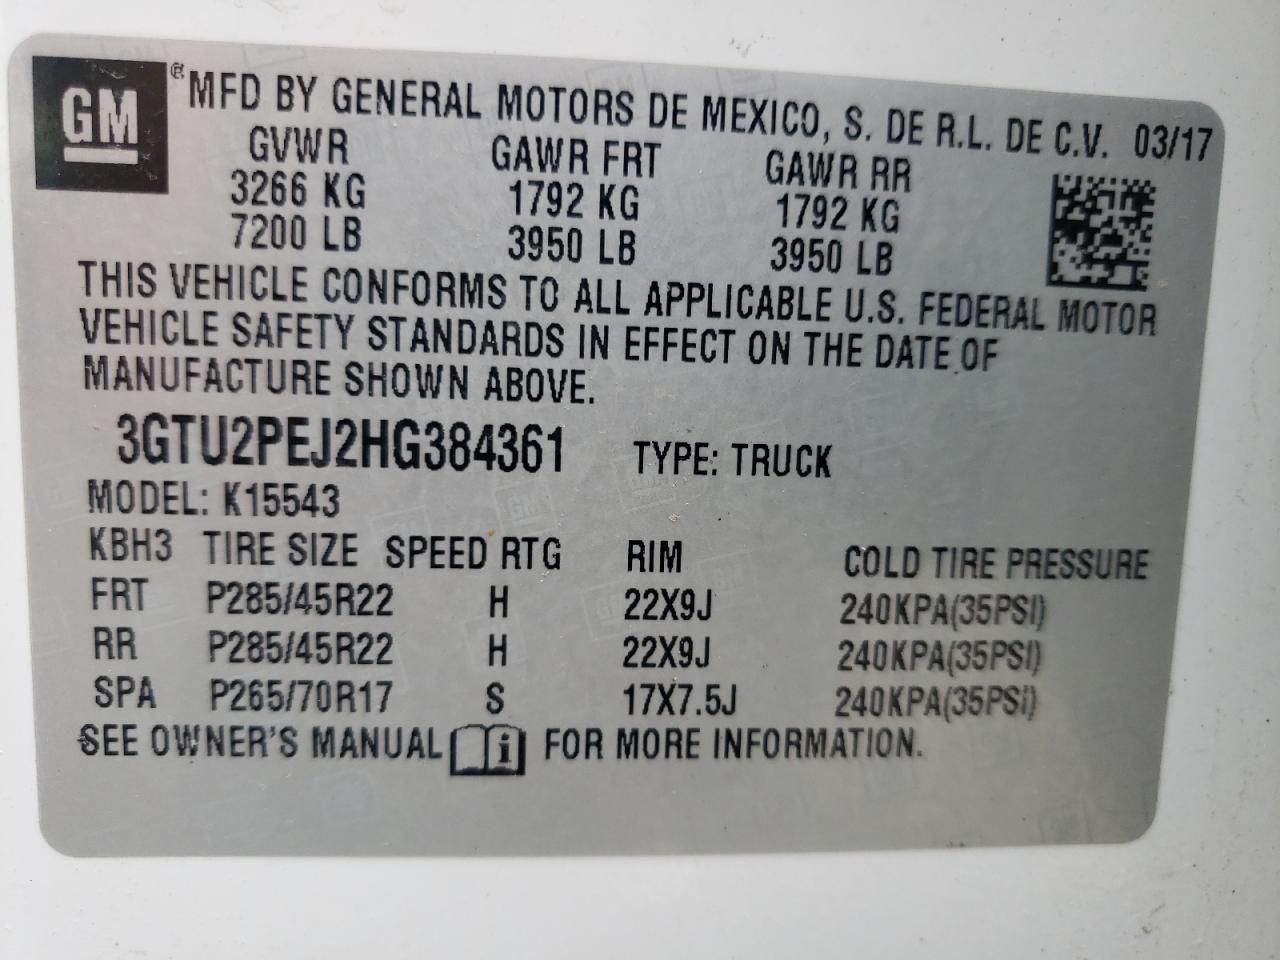 GM ® MFD BY GENERAL MOTORS DE MEXICO, S. DE R.L. DE C.V. 03/17
GVWR GAWR FRT GAWR RR
3266 KG 1792 KG 1792 KG
7200 LB 3950 LB 3950 LB
THIS VEHICLE CONFORMS TO ALL APPLICABLE U.S. FEDERAL MOTOR
VEHICLE SAFETY STANDARDS IN EFFECT ON THE DATE OF
MANUFACTURE SHOWN ABOVE.
3GTU2PEJ2HG384361 TYPE: TRUCK
MODEL: K15543
KBH3 TIRE SIZE SPEED RTG RIM COLD TIRE PRESSURE
FRT P285/45R22 H 22X9J 240KPA(35PSI)
RR P285/45R22 H 22X9J 240KPA(35PSI)
SPA P265/70R17 S 17X7.5J 240KPA(35PSI)
SEE OWNER'S MANUAL i FOR MORE INFORMATION.